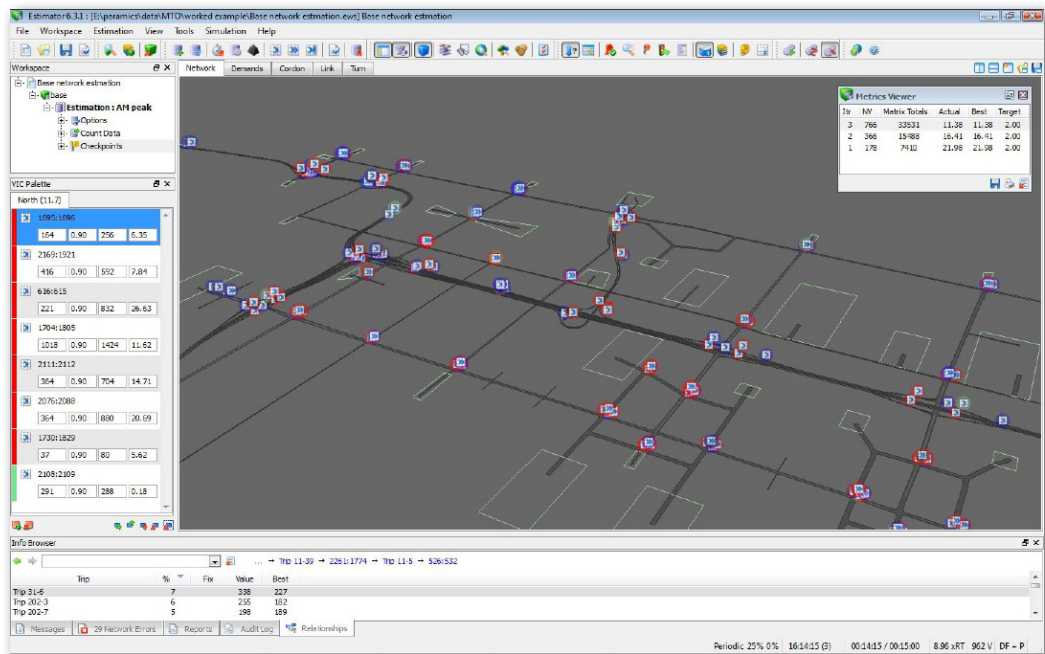 Estimator 6.3.1 : [E:\paramics\data\MTO\worked example\Base network estmation.ews] Base network estmation
File Workspace Estimation View Tools Simulation Help
Workspace
Network Demands Cordon Link Turn
Base network estmation
base
Estimation : AM peak
Options
Count Data
Checkpoints
Metrics Viewer
Itr NV Matrix Totals Actual Best Target
3 766 33531 11.38 11.38 2.00
2 366 15488 16.41 16.41 2.00
1 178 7410 21.98 21.98 2.00
VIC Palette
North (11.7)
1695:1696
164 0.90 256 6.35
2169:1921
416 0.90 592 7.84
616:615
221 0.90 832 26.63
1704:1805
1018 0.90 1424 11.62
2111:2112
364 0.90 704 14.71
2076:2088
364 0.90 880 20.69
1730:1829
37 0.90 80 5.62
2108:2109
291 0.90 288 0.18
Info Browser
... → Trip 11-39 → 2261:1774 → Trip 11-5 → 526:532
Trip % Fix Value Best
Trip 31-6 7 338 227
Trip 202-3 6 255 182
Trip 202-7 5 198 189
Messages 29 Network Errors Reports Audit Log Relationships
Periodic 25% 0% 16:14:15 (3) 00:14:15 / 00:15:00 8.96 xRT 962 V DF + P